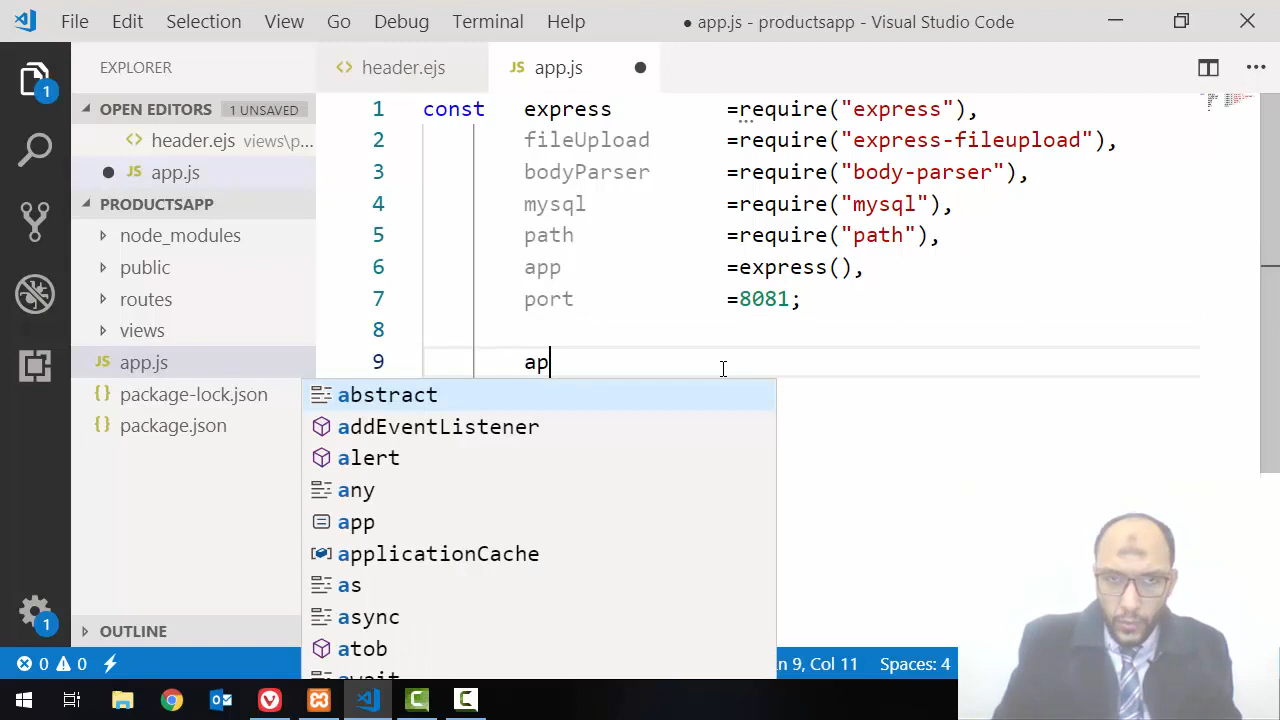 File Edit Selection View Go Debug Terminal Help ● app.js - productsapp - Visual Studio Code
EXPLORER
OPEN EDITORS 1 UNSAVED
header.ejs views\p...
JS app.js
PRODUCTSAPP
node_modules
public
routes
views
JS app.js
{} package-lock.json
{} package.json
OUTLINE
1
1
header.ejs
JS app.js
1 const express =require("express"),
2 fileUpload =require("express-fileupload"),
3 bodyParser =require("body-parser"),
4 mysql =require("mysql"),
5 path =require("path"),
6 app =express(),
7 port =8081;
8
9 ap
abstract
addEventListener
alert
any
app
applicationCache
as
async
atob
await
0 0 Ln 9, Col 11 Spaces: 4